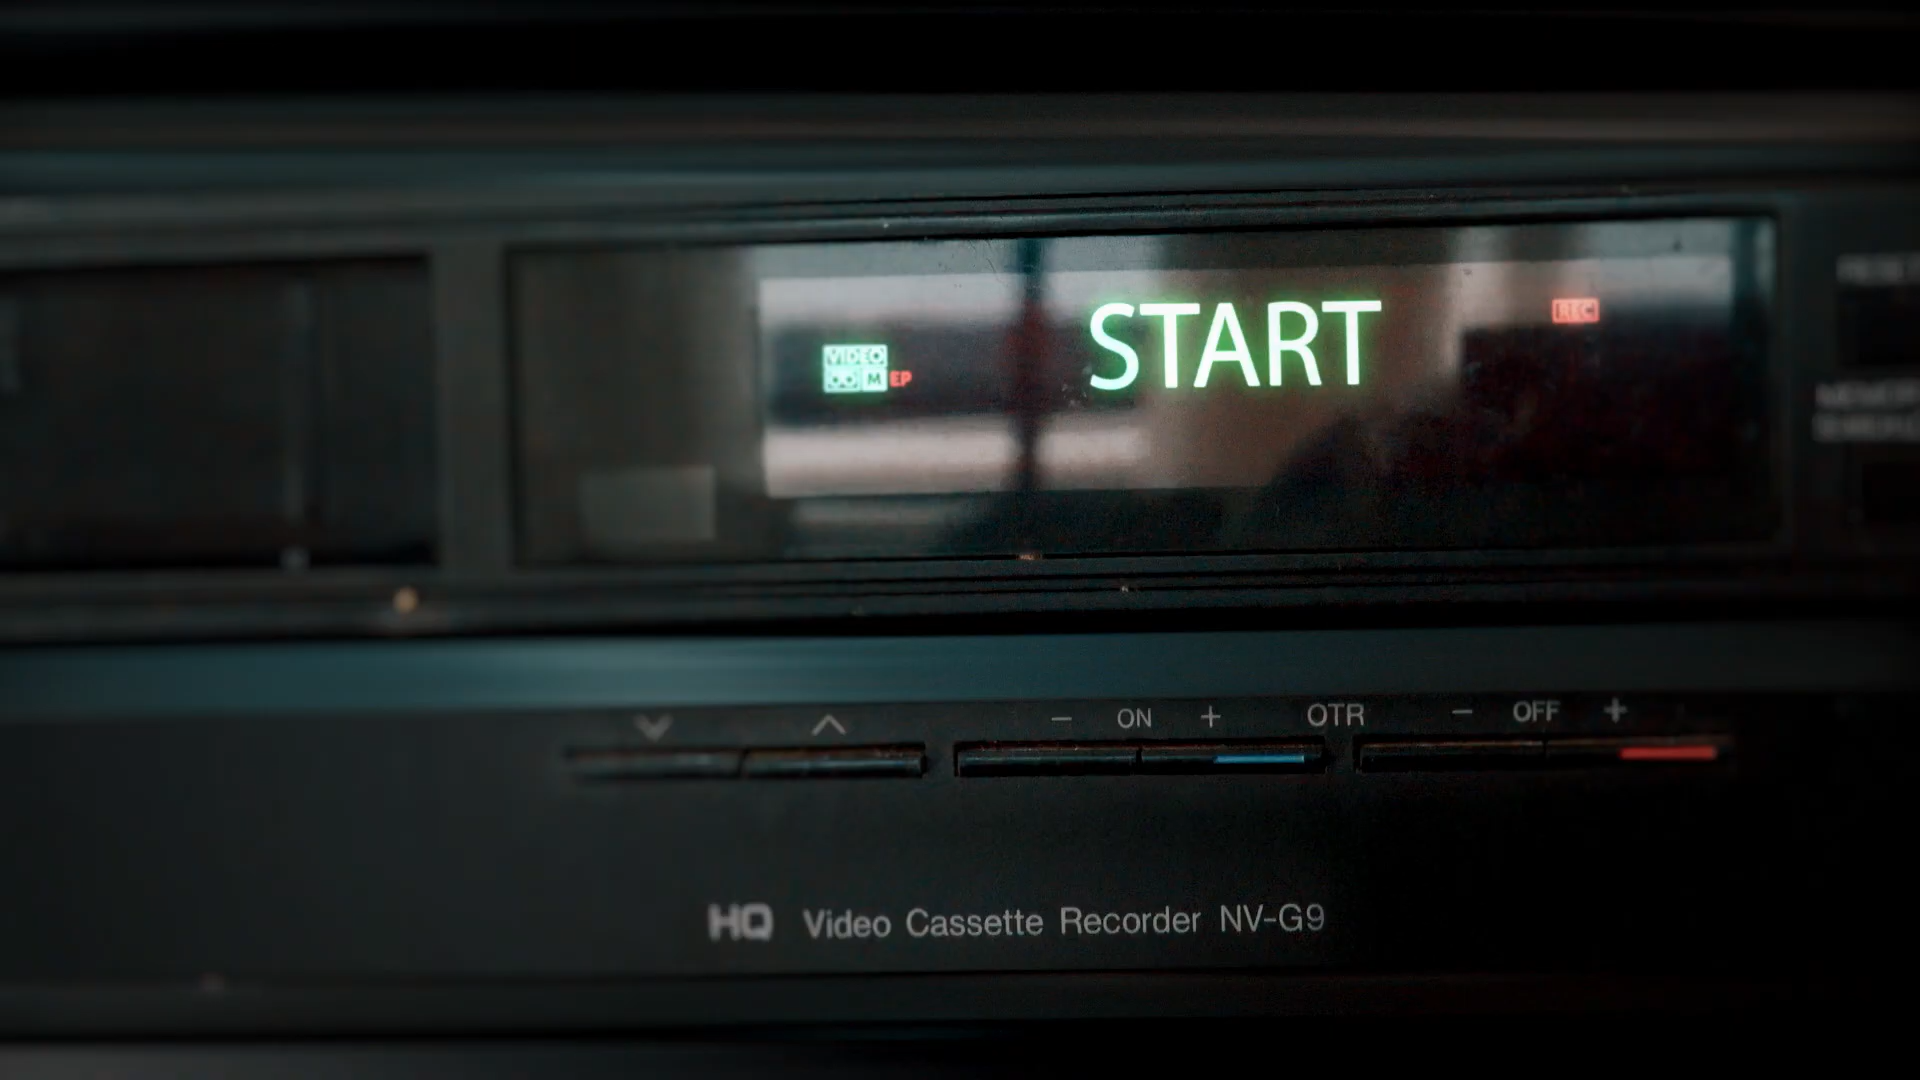 START
REC
VIDEO
M EP
− ON + OTR − OFF +
HQ Video Cassette Recorder NV-G9